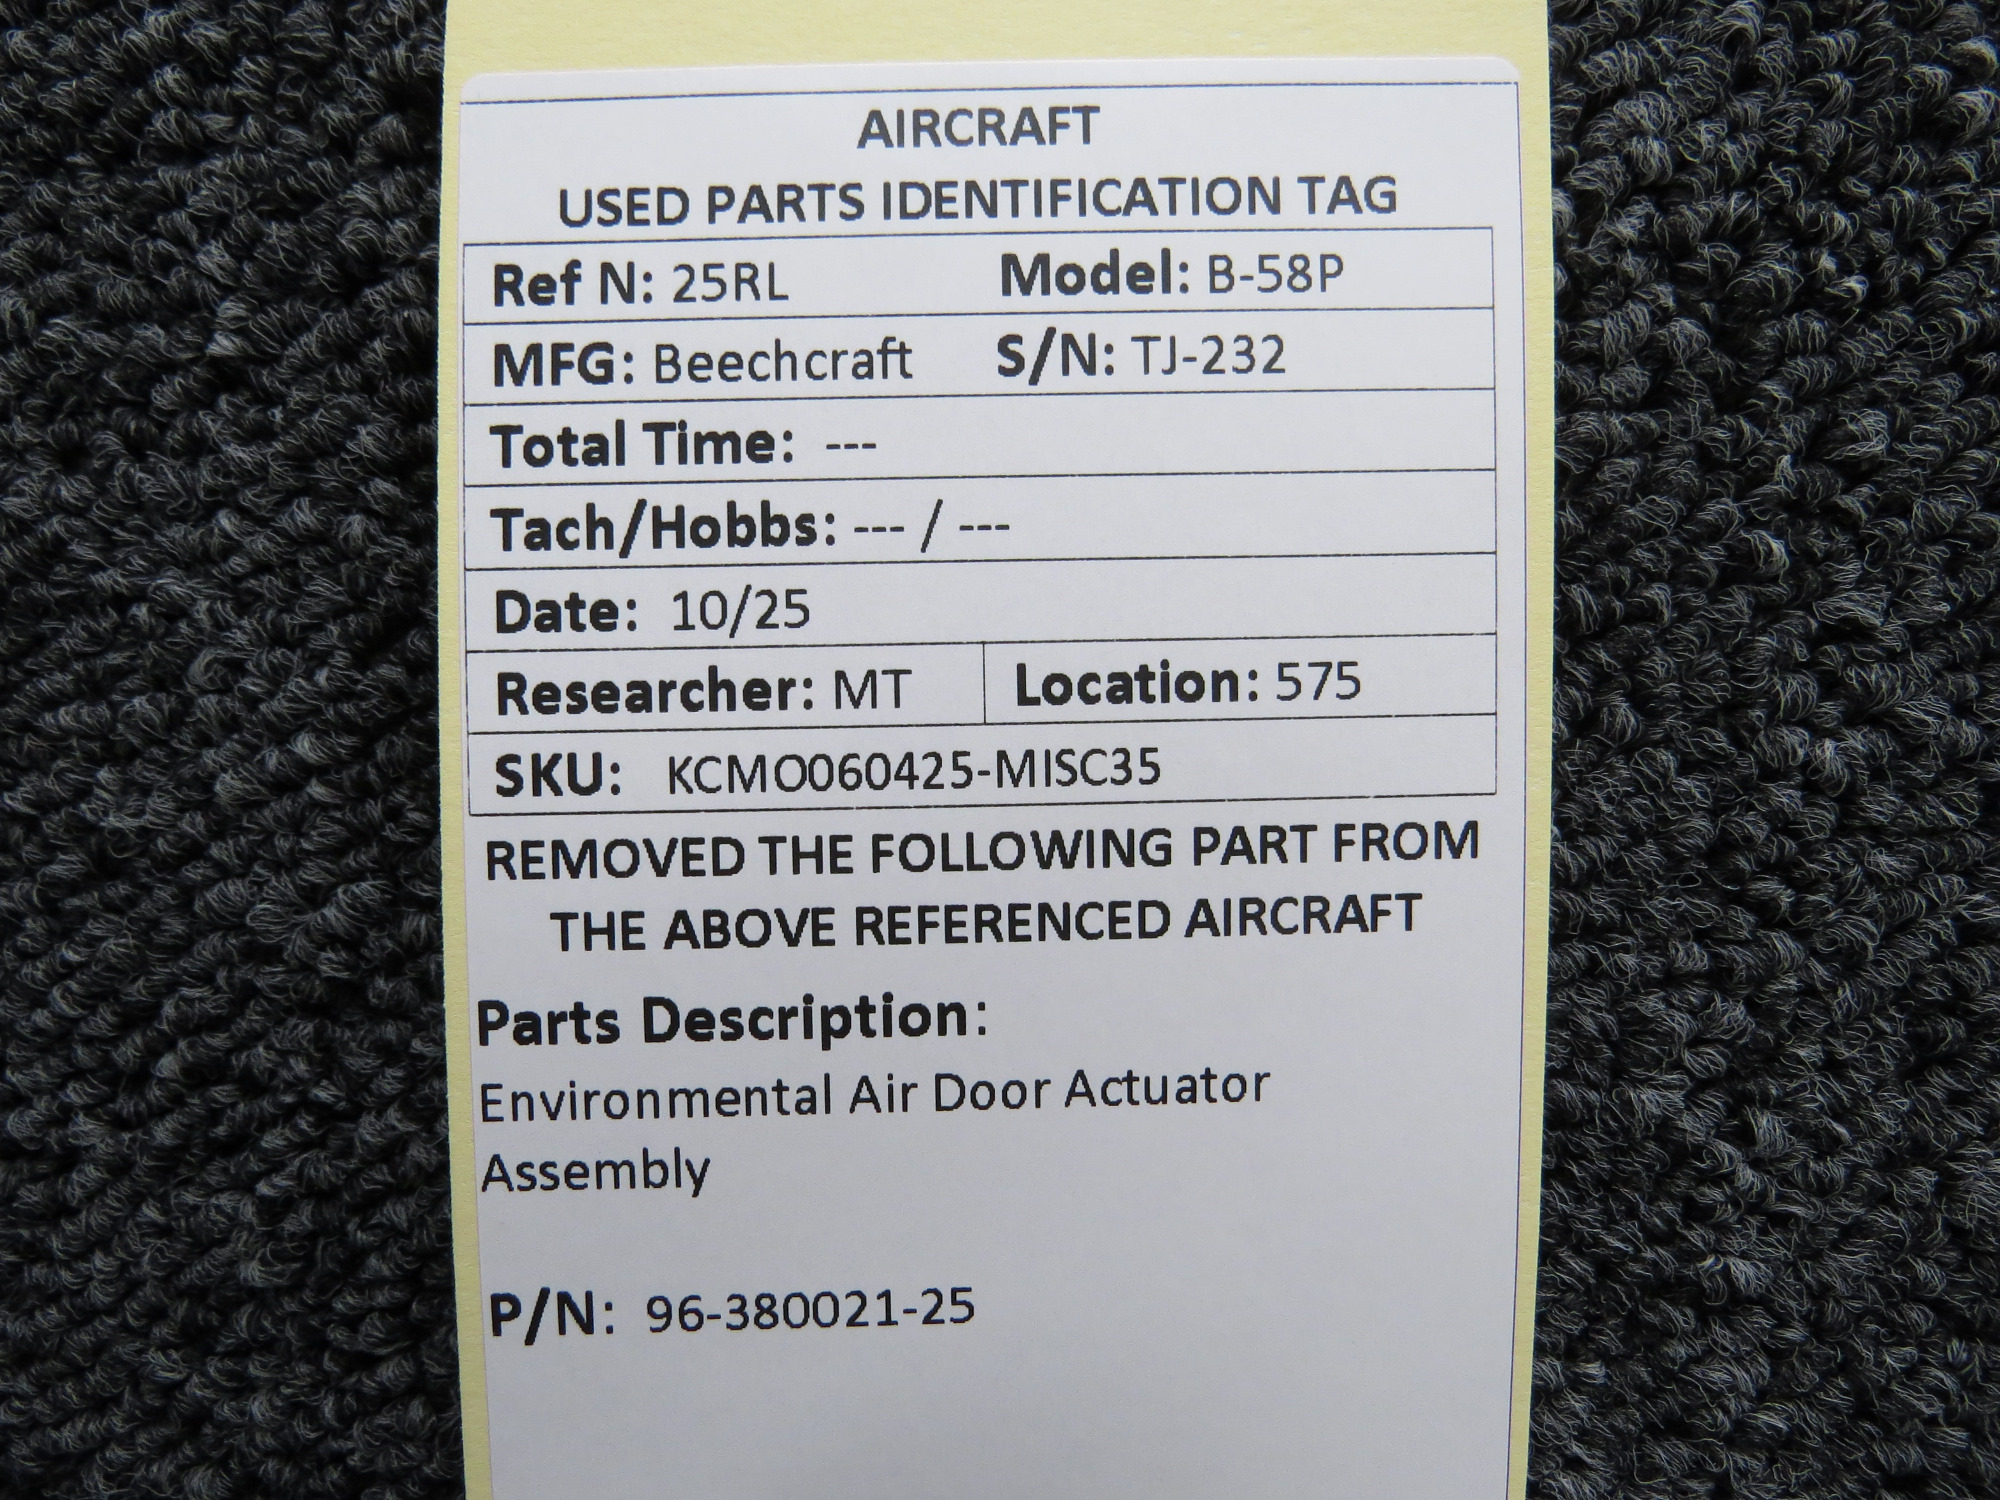 AIRCRAFT
USED PARTS IDENTIFICATION TAG
Ref N: 25RL Model: B-58P
MFG: Beechcraft S/N: TJ-232
Total Time: ---
Tach/Hobbs: --- / ---
Date: 10/25
Researcher: MT Location: 575
SKU: KCMO060425-MISC35
REMOVED THE FOLLOWING PART FROM
THE ABOVE REFERENCED AIRCRAFT
Parts Description:
Environmental Air Door Actuator
Assembly
P/N: 96-380021-25